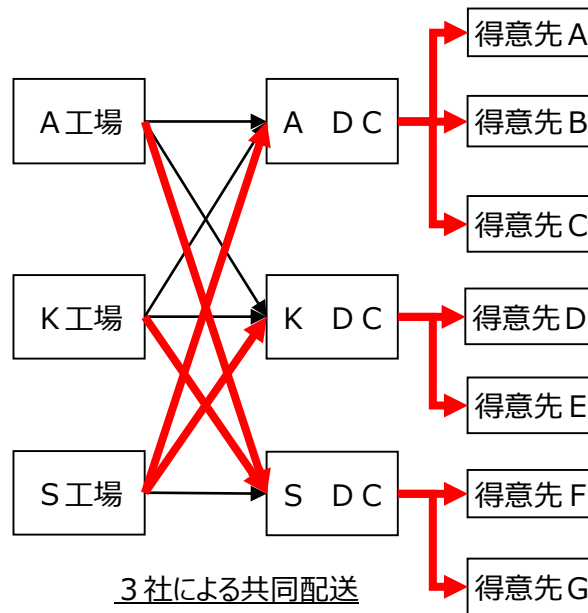 得意先A
A工場
A DC
得意先B
得意先C
K工場
K DC
得意先D
得意先E
S工場
S DC
得意先F
３社による共同配送
得意先G